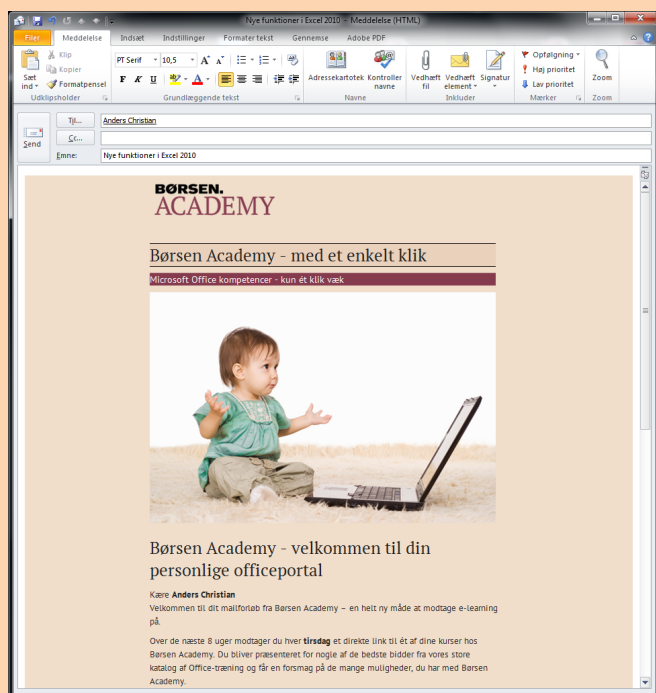 Nye funktioner i Excel 2010 - Meddelelse (HTML)
Filer Meddelelse Indsæt Indstillinger Formater tekst Gennemse Adobe PDF
Sæt ind
Klip
Kopier
Formatpensel
Udklipsholder
PT Serif 10,5
F K U
Grundlæggende tekst
Adressekartotek Kontroller navne
Navne
Vedhæft fil Vedhæft element Signatur
Inkluder
Opfølgning
Høj prioritet
Lav prioritet
Mærker
Zoom
Zoom
Send
Til...
Anders Christian
Cc...
Emne:
Nye funktioner i Excel 2010
BØRSEN.
ACADEMY
Børsen Academy - med et enkelt klik
Microsoft Office kompetencer - kun ét klik væk
Børsen Academy - velkommen til din
personlige officeportal
Kære Anders Christian
Velkommen til dit mailforløb fra Børsen Academy – en helt ny måde at modtage e-learning
på.
Over de næste 8 uger modtager du hver tirsdag et direkte link til ét af dine kurser hos
Børsen Academy. Du bliver præsenteret for nogle af de bedste bidder fra vores store
katalog af Office-træning og får en forsmag på de mange muligheder, du har med Børsen
Academy.